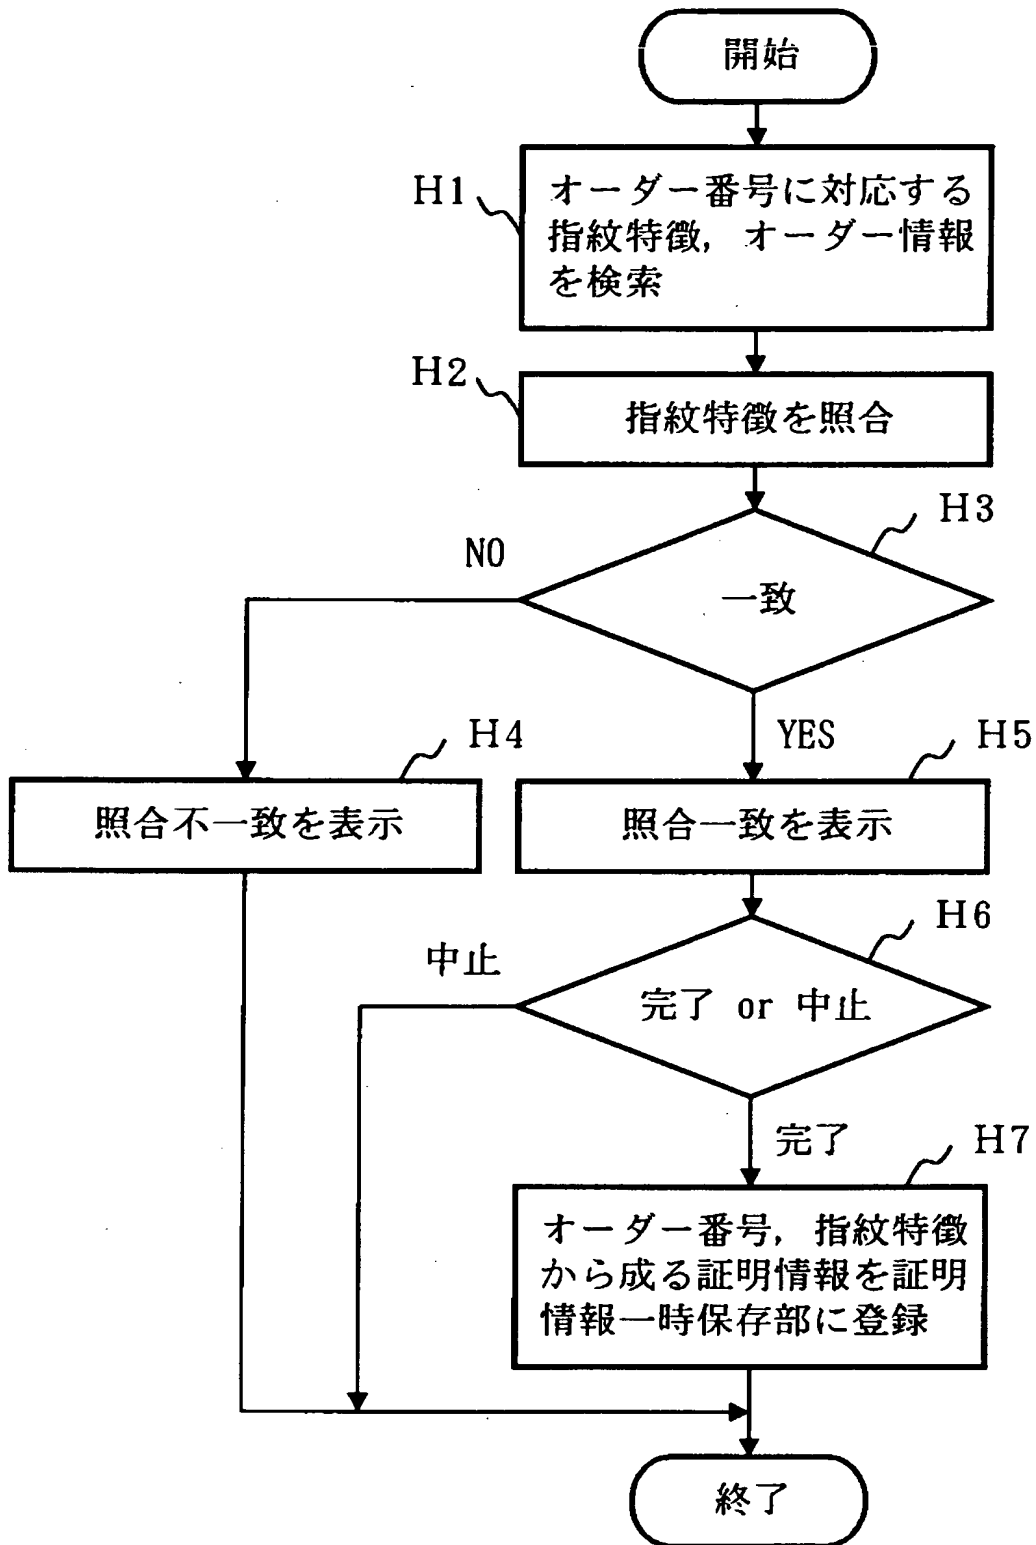 開始
H1
オーダー番号に対応する
指紋特徴,オーダー情報
を検索
H2
指紋特徴を照合
H3
NO
一致
YES
H4
照合不一致を表示
H5
照合一致を表示
H6
中止
完了 or 中止
完了
H7
オーダー番号,指紋特徴
から成る証明情報を証明
情報一時保存部に登録
終了